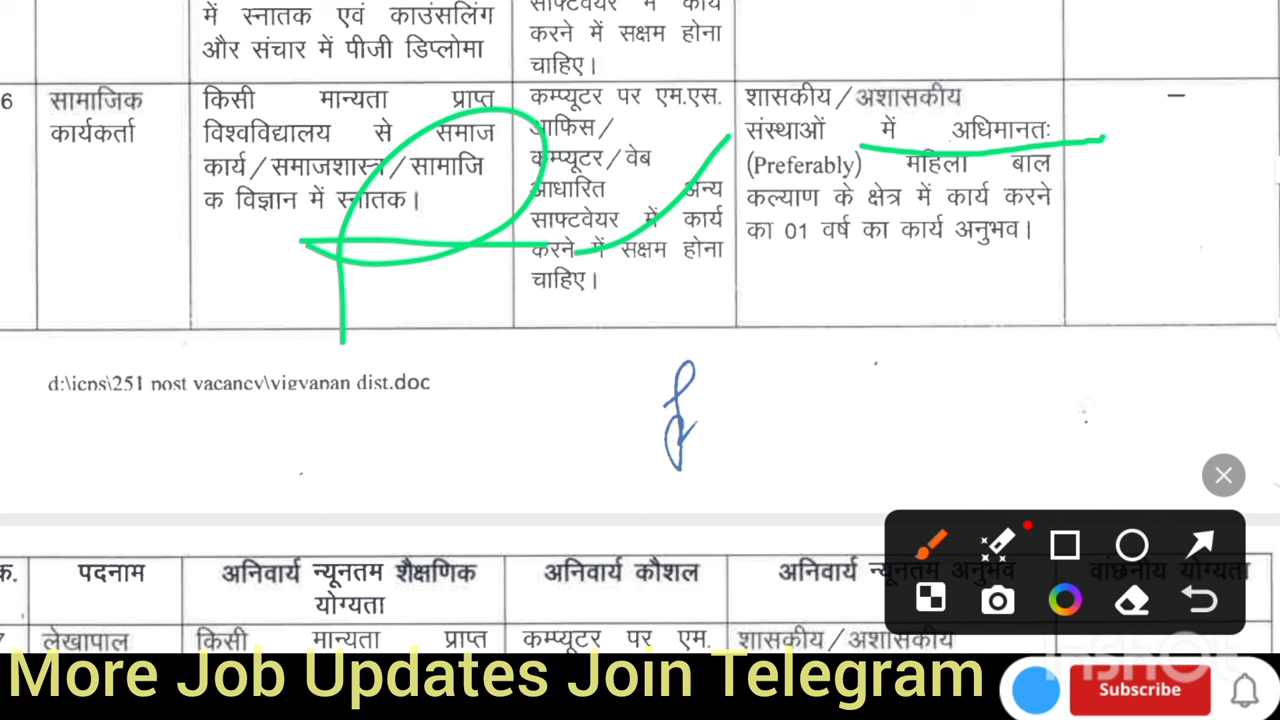 में स्नातक एवं काउंसलिंग
और संचार में पीजी डिप्लोमा
साफ्टवेयर में कार्य
करने में सक्षम होना
चाहिए।
6
सामाजिक
कार्यकर्ता
किसी मान्यता प्राप्त
विश्वविद्यालय से समाज
कार्य/समाजशास्त्र/सामाजि
क विज्ञान में स्नातक।
कम्प्यूटर पर एम.एस.
आफिस/
कम्प्यूटर/वेब
आधारित अन्य
साफ्टवेयर में कार्य
करने में सक्षम होना
चाहिए।
शासकीय/अशासकीय
संस्थाओं में अधिमानतः
(Preferably) महिला बाल
कल्याण के क्षेत्र में कार्य करने
का 01 वर्ष का कार्य अनुभव।
–
d:\icps\251 post vacancy\vigyapan dist.doc
क.
पदनाम
अनिवार्य न्यूनतम शैक्षणिक
योग्यता
अनिवार्य कौशल
अनिवार्य न्यूनतम अनुभव
वांछनीय योग्यता
7
लेखापाल
किसी मान्यता प्राप्त
कम्प्यूटर पर एम.
शासकीय/अशासकीय
More Job Updates Join Telegram
InShOt
Subscribe